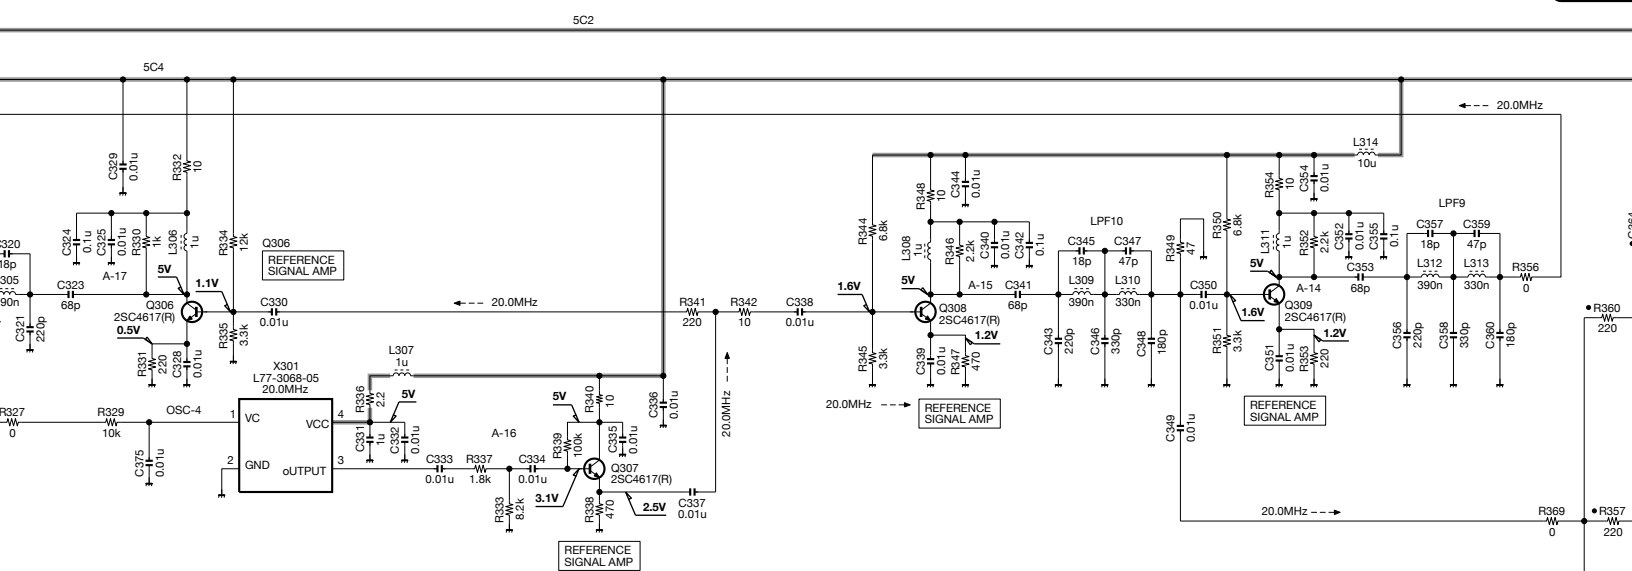 5C2
5C4
20.0MHz
L314
10u
C329
0.01u
R332
10
C354
0.01u
R354
10
C344
0.01u
R348
10
R344
6.8k
R350
6.8k
R349
47
LPF10
LPF9
C324
0.1u
C325
0.01u
R330
1k
L306
1u
R334
12k
Q306
REFERENCE
SIGNAL AMP
L308
1u
R346
2.2k
C340
0.01u
C342
0.1u
C345
18p
C347
47p
L311
1u
R352
2.2k
C352
0.01u
C355
0.1u
C357
18p
C359
47p
C320
18p
A-17
5V
1.1V
C323
68p
Q306
2SC4617(R)
0.5V
C330
0.01u
20.0MHz
R341
220
R342
10
C338
0.01u
1.6V
5V
A-15
C341
68p
L309
390n
L310
330n
C350
0.01u
5V
A-14
C353
68p
L312
390n
L313
330n
R356
0
Q308
2SC4617(R)
1.2V
1.6V
Q309
2SC4617(R)
1.2V
R360
220
C321
220p
R331
220
C328
0.01u
R335
3.3k
R345
3.3k
C339
0.01u
R347
470
C343
220p
C346
330p
C348
180p
R351
3.3k
C351
0.01u
R353
220
C356
220p
C358
330p
C360
180p
X301
L77-3068-05
20.0MHz
L307
1u
R336
2.2
5V
5V
R340
10
C336
0.01u
20.0MHz
20.0MHz
REFERENCE
SIGNAL AMP
REFERENCE
SIGNAL AMP
R327
0
R329
10k
OSC-4
1
VC
4
VCC
2
GND
3
oUTPUT
C375
0.01u
C331
1u
C332
0.01u
A-16
R339
100k
C335
0.01u
C349
0.01u
C333
0.01u
R337
1.8k
C334
0.01u
Q307
2SC4617(R)
3.1V
2.5V
R333
8.2k
R338
470
C337
0.01u
20.0MHz
R369
0
R357
220
REFERENCE
SIGNAL AMP